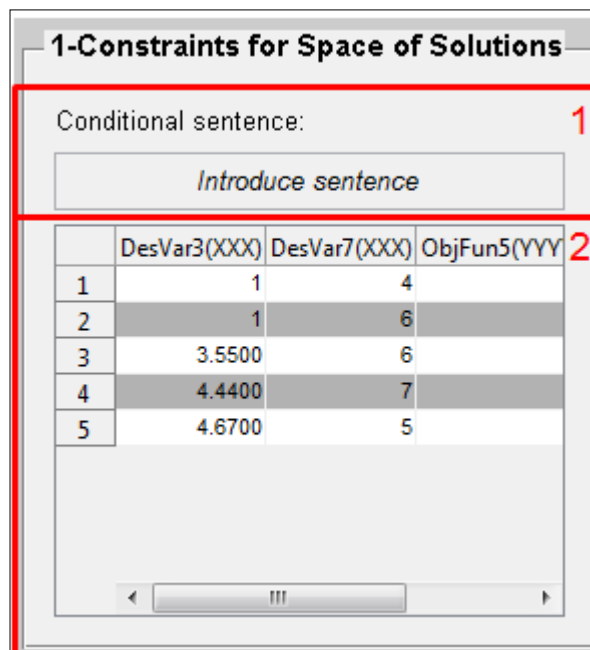 1-Constraints for Space of Solutions
Conditional sentence: 1
Introduce sentence
DesVar3(XXX) DesVar7(XXX) ObjFun5(YYY 2
1 1 4
2 1 6
3 3.5500 6
4 4.4400 7
5 4.6700 5